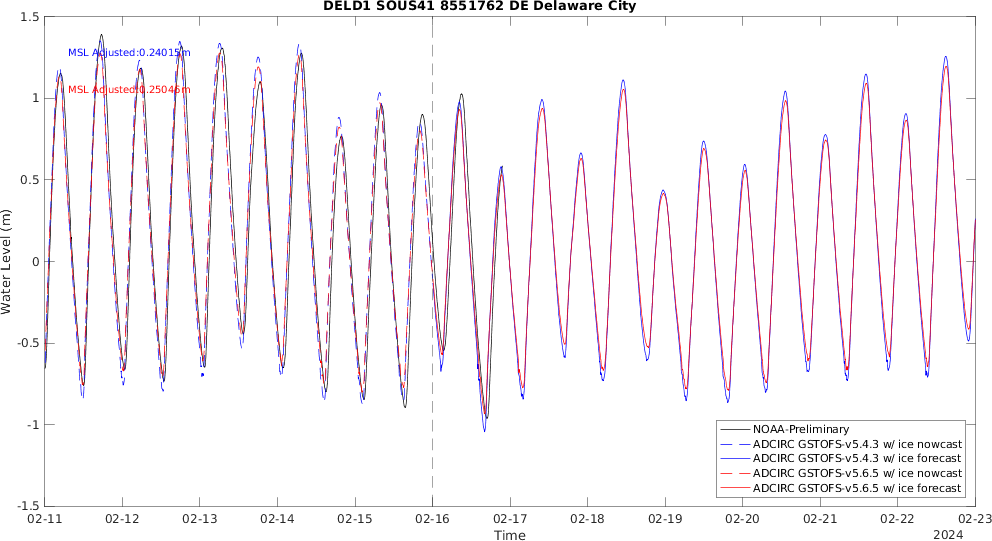 DELD1 SOUS41 8551762 DE Delaware City
1.5
1
0.5
0
-0.5
-1
-1.5
Water Level (m)
MSL Adjusted:0.24015m
MSL Adjusted:0.25046m
NOAA-Preliminary
ADCIRC GSTOFS-v5.4.3 w/ ice nowcast
ADCIRC GSTOFS-v5.4.3 w/ ice forecast
ADCIRC GSTOFS-v5.6.5 w/ ice nowcast
ADCIRC GSTOFS-v5.6.5 w/ ice forecast
02-11 02-12 02-13 02-14 02-15 02-16 02-17 02-18 02-19 02-20 02-21 02-22 02-23
Time
2024